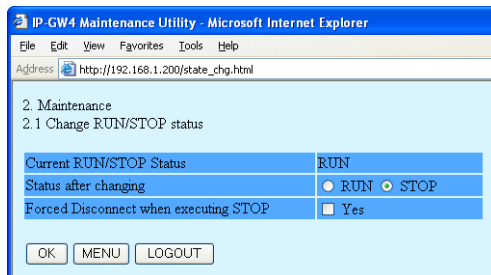 IP-GW4 Maintenance Utility - Microsoft Internet Explorer
File Edit View Favorites Tools Help
Address http://192.168.1.200/state_chg.html
2. Maintenance
2.1 Change RUN/STOP status
Current RUN/STOP Status RUN
Status after changing RUN STOP
Forced Disconnect when executing STOP Yes
OK MENU LOGOUT